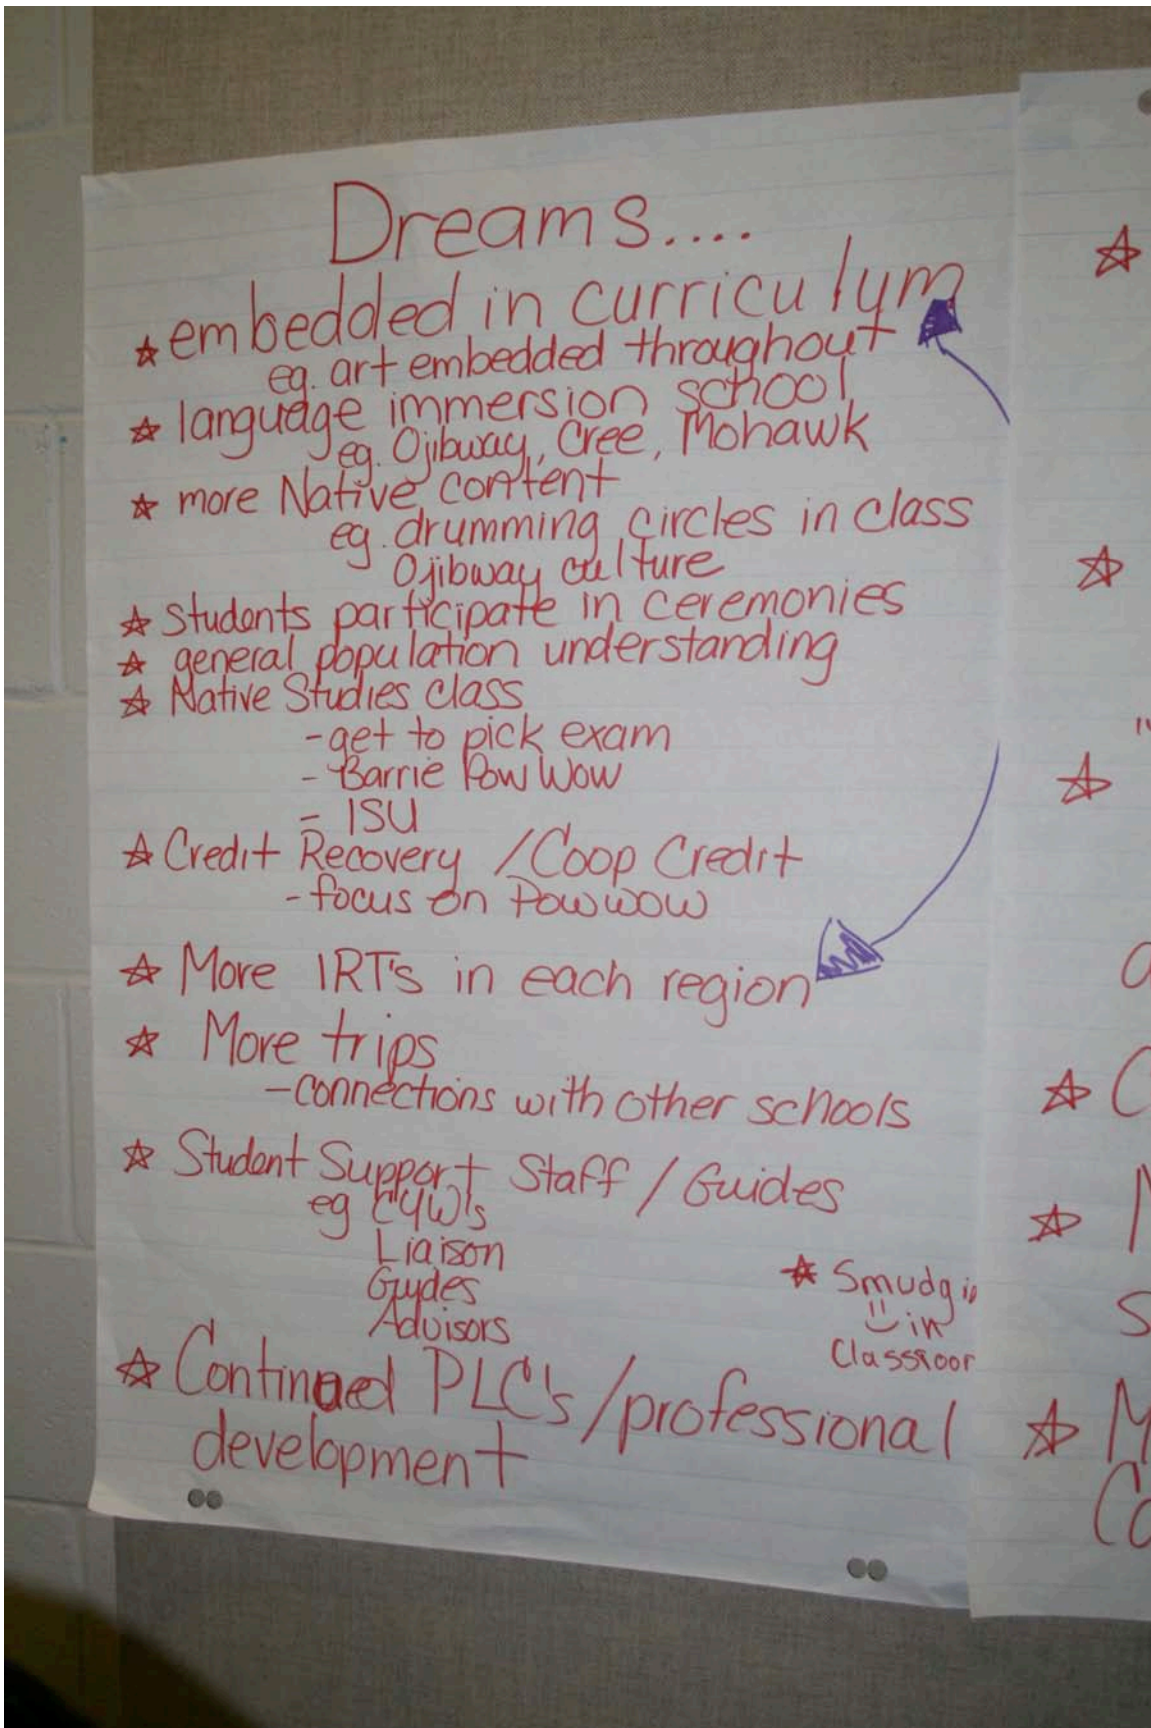 Dreams....
☆ embedded in curriculum
eg. art embedded throughout
☆ language immersion school
eg. Ojibway, Cree, Mohawk
☆ more Native content
eg. drumming circles in class
Ojibway culture
☆ Students participate in ceremonies
☆ general population understanding
☆ Native Studies class
- get to pick exam
- Barrie Pow Wow
- ISU
☆ Credit Recovery / Coop Credit
- focus on Pow wow
☆ More IRT's in each region
☆ More trips
- connections with other schools
☆ Student Support Staff / Guides
eg CYW's
Liaison
Guides
Advisors
☆ Smudgin
in
Classroor
☆ Continued PLC's / professional
development